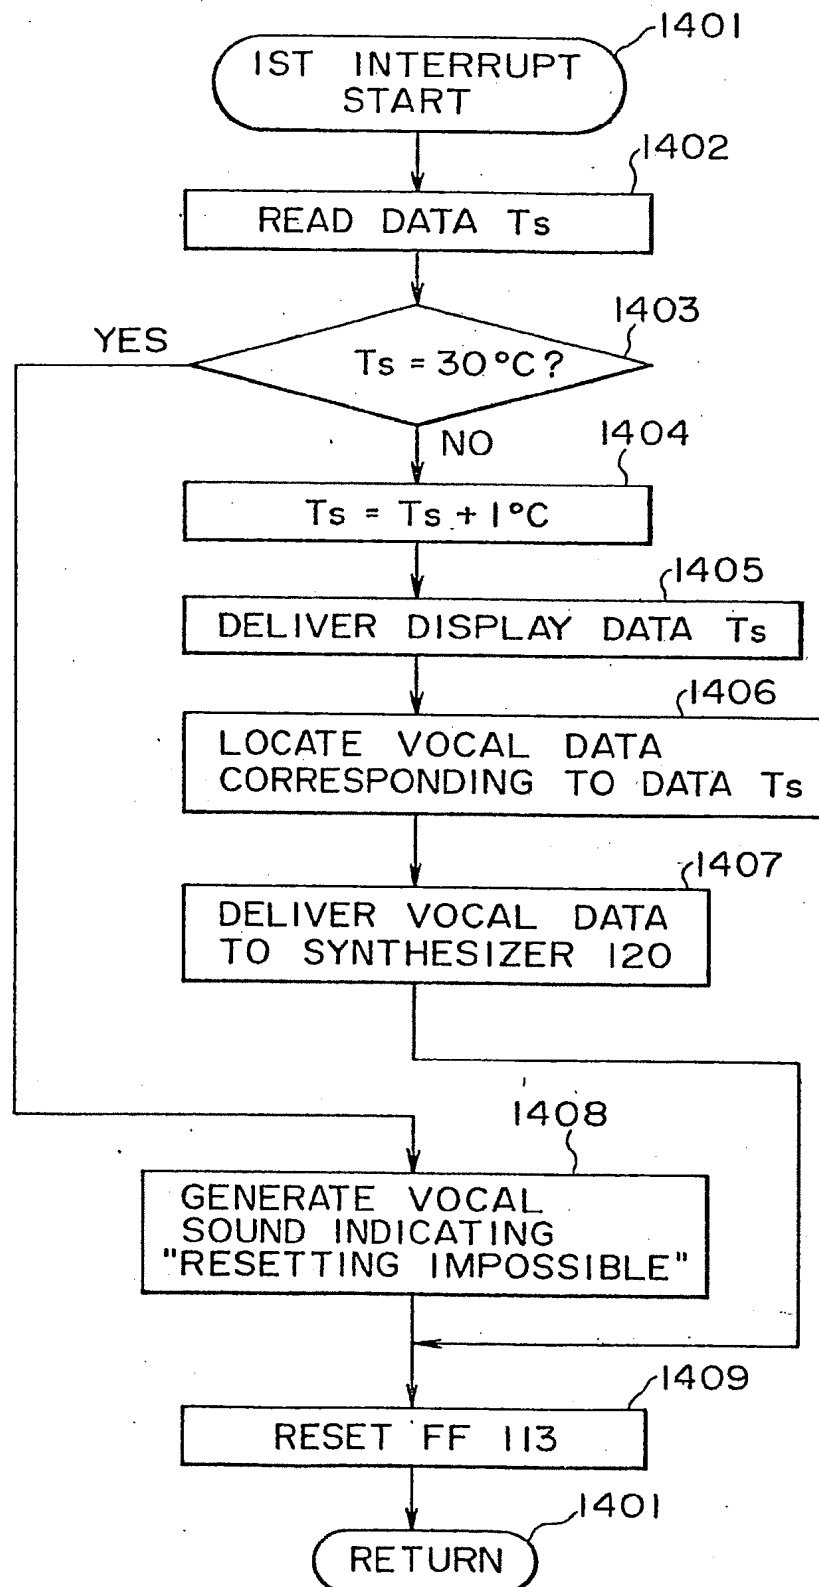 1401
IST INTERRUPT
START
1402
READ DATA Ts
1403
YES
Ts = 30°C?
NO
1404
Ts = Ts + 1°C
1405
DELIVER DISPLAY DATA Ts
1406
LOCATE VOCAL DATA
CORRESPONDING TO DATA Ts
1407
DELIVER VOCAL DATA
TO SYNTHESIZER 120
1408
GENERATE VOCAL
SOUND INDICATING
"RESETTING IMPOSSIBLE"
1409
RESET FF 113
1401
RETURN